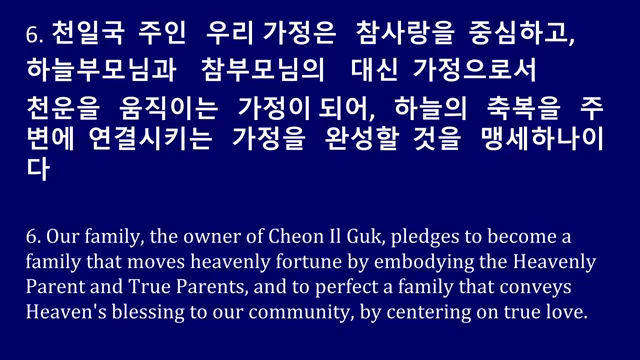 6. 천일국 주인 우리 가정은 참사랑을 중심하고,
하늘부모님과 참부모님의 대신 가정으로서
천운을 움직이는 가정이 되어, 하늘의 축복을 주
변에 연결시키는 가정을 완성할 것을 맹세하나이
다
6. Our family, the owner of Cheon Il Guk, pledges to become a
family that moves heavenly fortune by embodying the Heavenly
Parent and True Parents, and to perfect a family that conveys
Heaven's blessing to our community, by centering on true love.